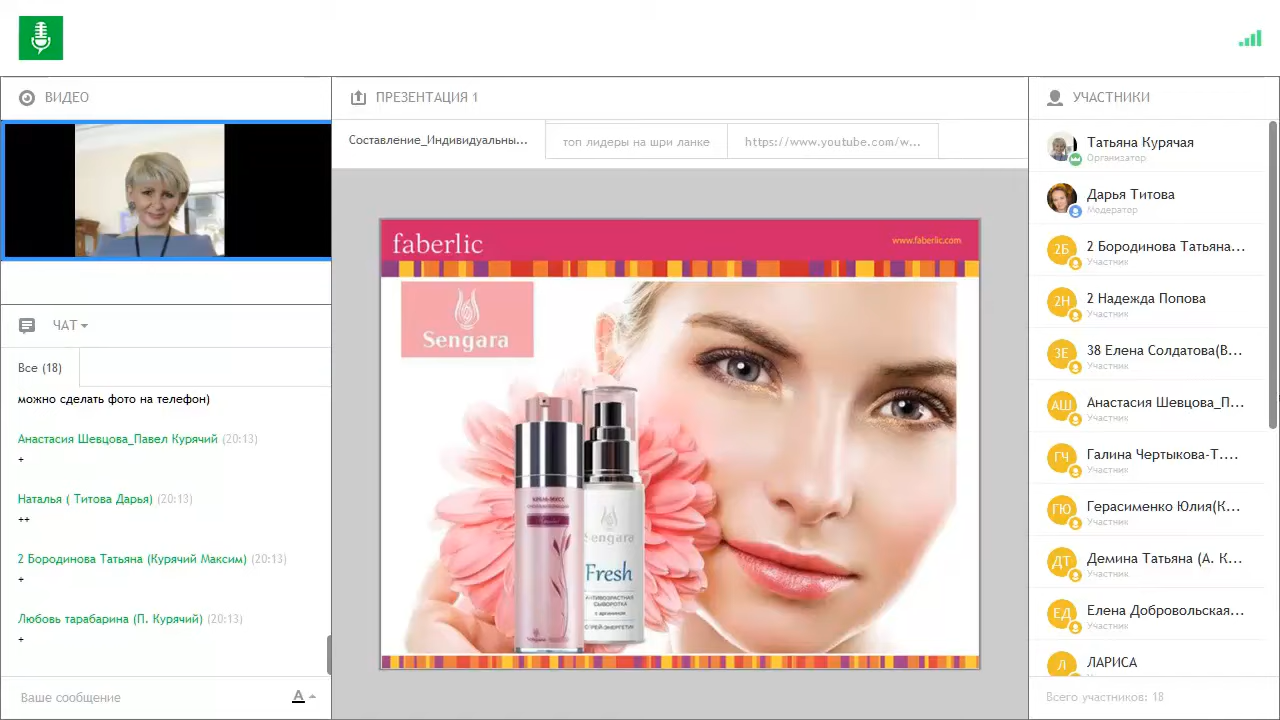 ВИДЕО
ПРЕЗЕНТАЦИЯ 1
УЧАСТНИКИ
Составление_Индивидуальны...
топ лидеры на шри ланке
https://www.youtube.com/w...
ЧАТ
Все (18)
можно сделать фото на телефон)
Анастасия Шевцова_Павел Курячий (20:13)
+
Наталья ( Титова Дарья) (20:13)
++
2 Бородинова Татьяна (Курячий Максим) (20:13)
+
Любовь тарабарина (П. Курячий) (20:13)
+
Ваше сообщение
A
faberlic
www.faberlic.com
Sengara
КРЕМ-МУСС
Sengara
Fresh
АНТИВОЗРАСТНАЯ
СЫВОРОТКА
с аргинином
Татьяна Курячая
Организатор
Дарья Титова
Модератор
2Б
2 Бородинова Татьяна...
Участник
2Н
2 Надежда Попова
Участник
3Е
38 Елена Солдатова(В...
Участник
АШ
Анастасия Шевцова_П...
Участник
ГЧ
Галина Чертыкова-Т....
Участник
ГЮ
Герасименко Юлия(К...
Участник
ДТ
Демина Татьяна (А. К...
Участник
ЕД
Елена Добровольская...
Участник
Л
ЛАРИСА
Всего участников: 18